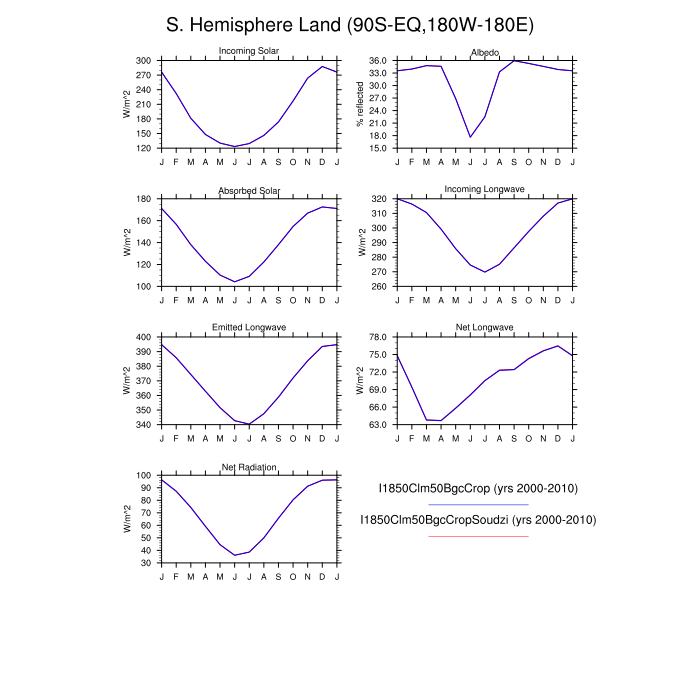 S. Hemisphere Land (90S-EQ,180W-180E)
Incoming Solar
W/m^2
300
270
240
210
180
150
120
J F M A M J J A S O N D J
Albedo
% reflected
36.0
33.0
30.0
27.0
24.0
21.0
18.0
15.0
J F M A M J J A S O N D J
Absorbed Solar
W/m^2
180
160
140
120
100
J F M A M J J A S O N D J
Incoming Longwave
W/m^2
320
310
300
290
280
270
260
J F M A M J J A S O N D J
Emitted Longwave
W/m^2
400
390
380
370
360
350
340
J F M A M J J A S O N D J
Net Longwave
W/m^2
78.0
75.0
72.0
69.0
66.0
63.0
J F M A M J J A S O N D J
Net Radiation
W/m^2
100
90
80
70
60
50
40
30
J F M A M J J A S O N D J
I1850Clm50BgcCrop (yrs 2000-2010)
I1850Clm50BgcCropSoudzi (yrs 2000-2010)